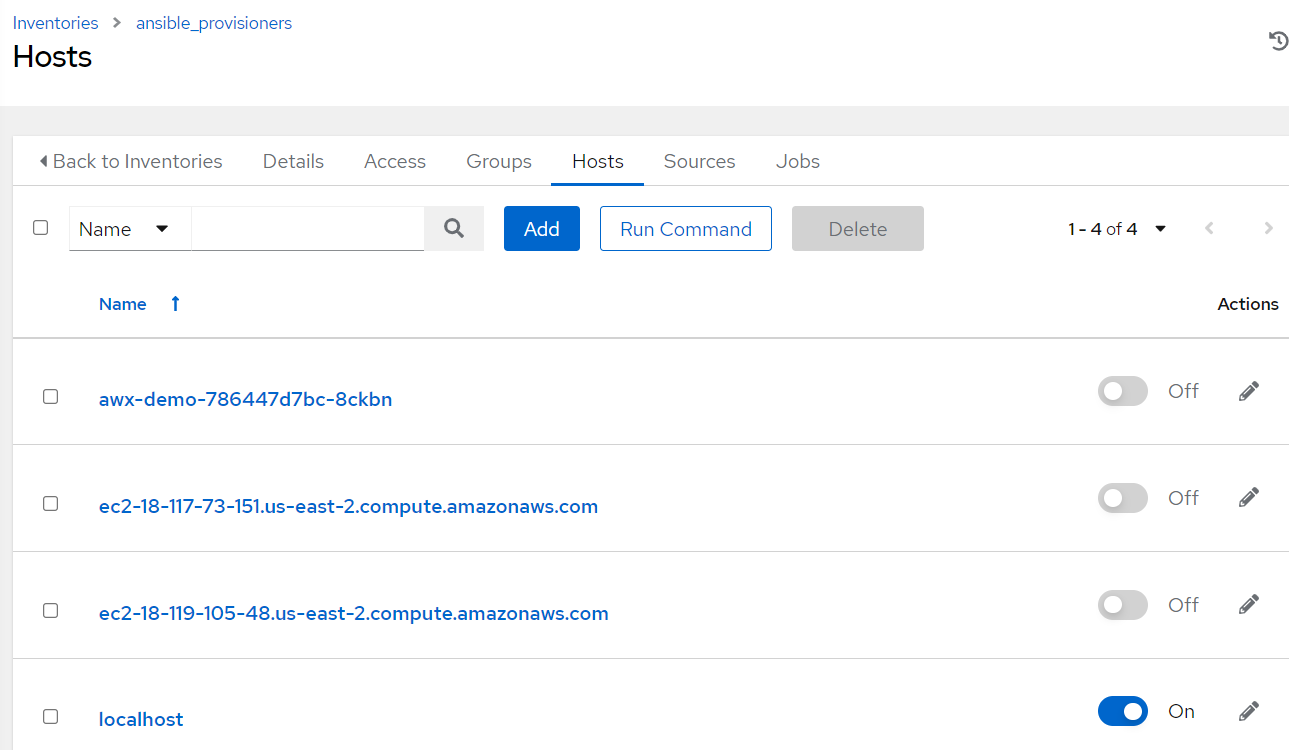 Inventories > ansible_provisioners
Hosts
Back to Inventories Details Access Groups Hosts Sources Jobs
Name Add Run Command Delete 1 - 4 of 4
Name Actions
awx-demo-786447d7bc-8ckbn Off
ec2-18-117-73-151.us-east-2.compute.amazonaws.com Off
ec2-18-119-105-48.us-east-2.compute.amazonaws.com Off
localhost On